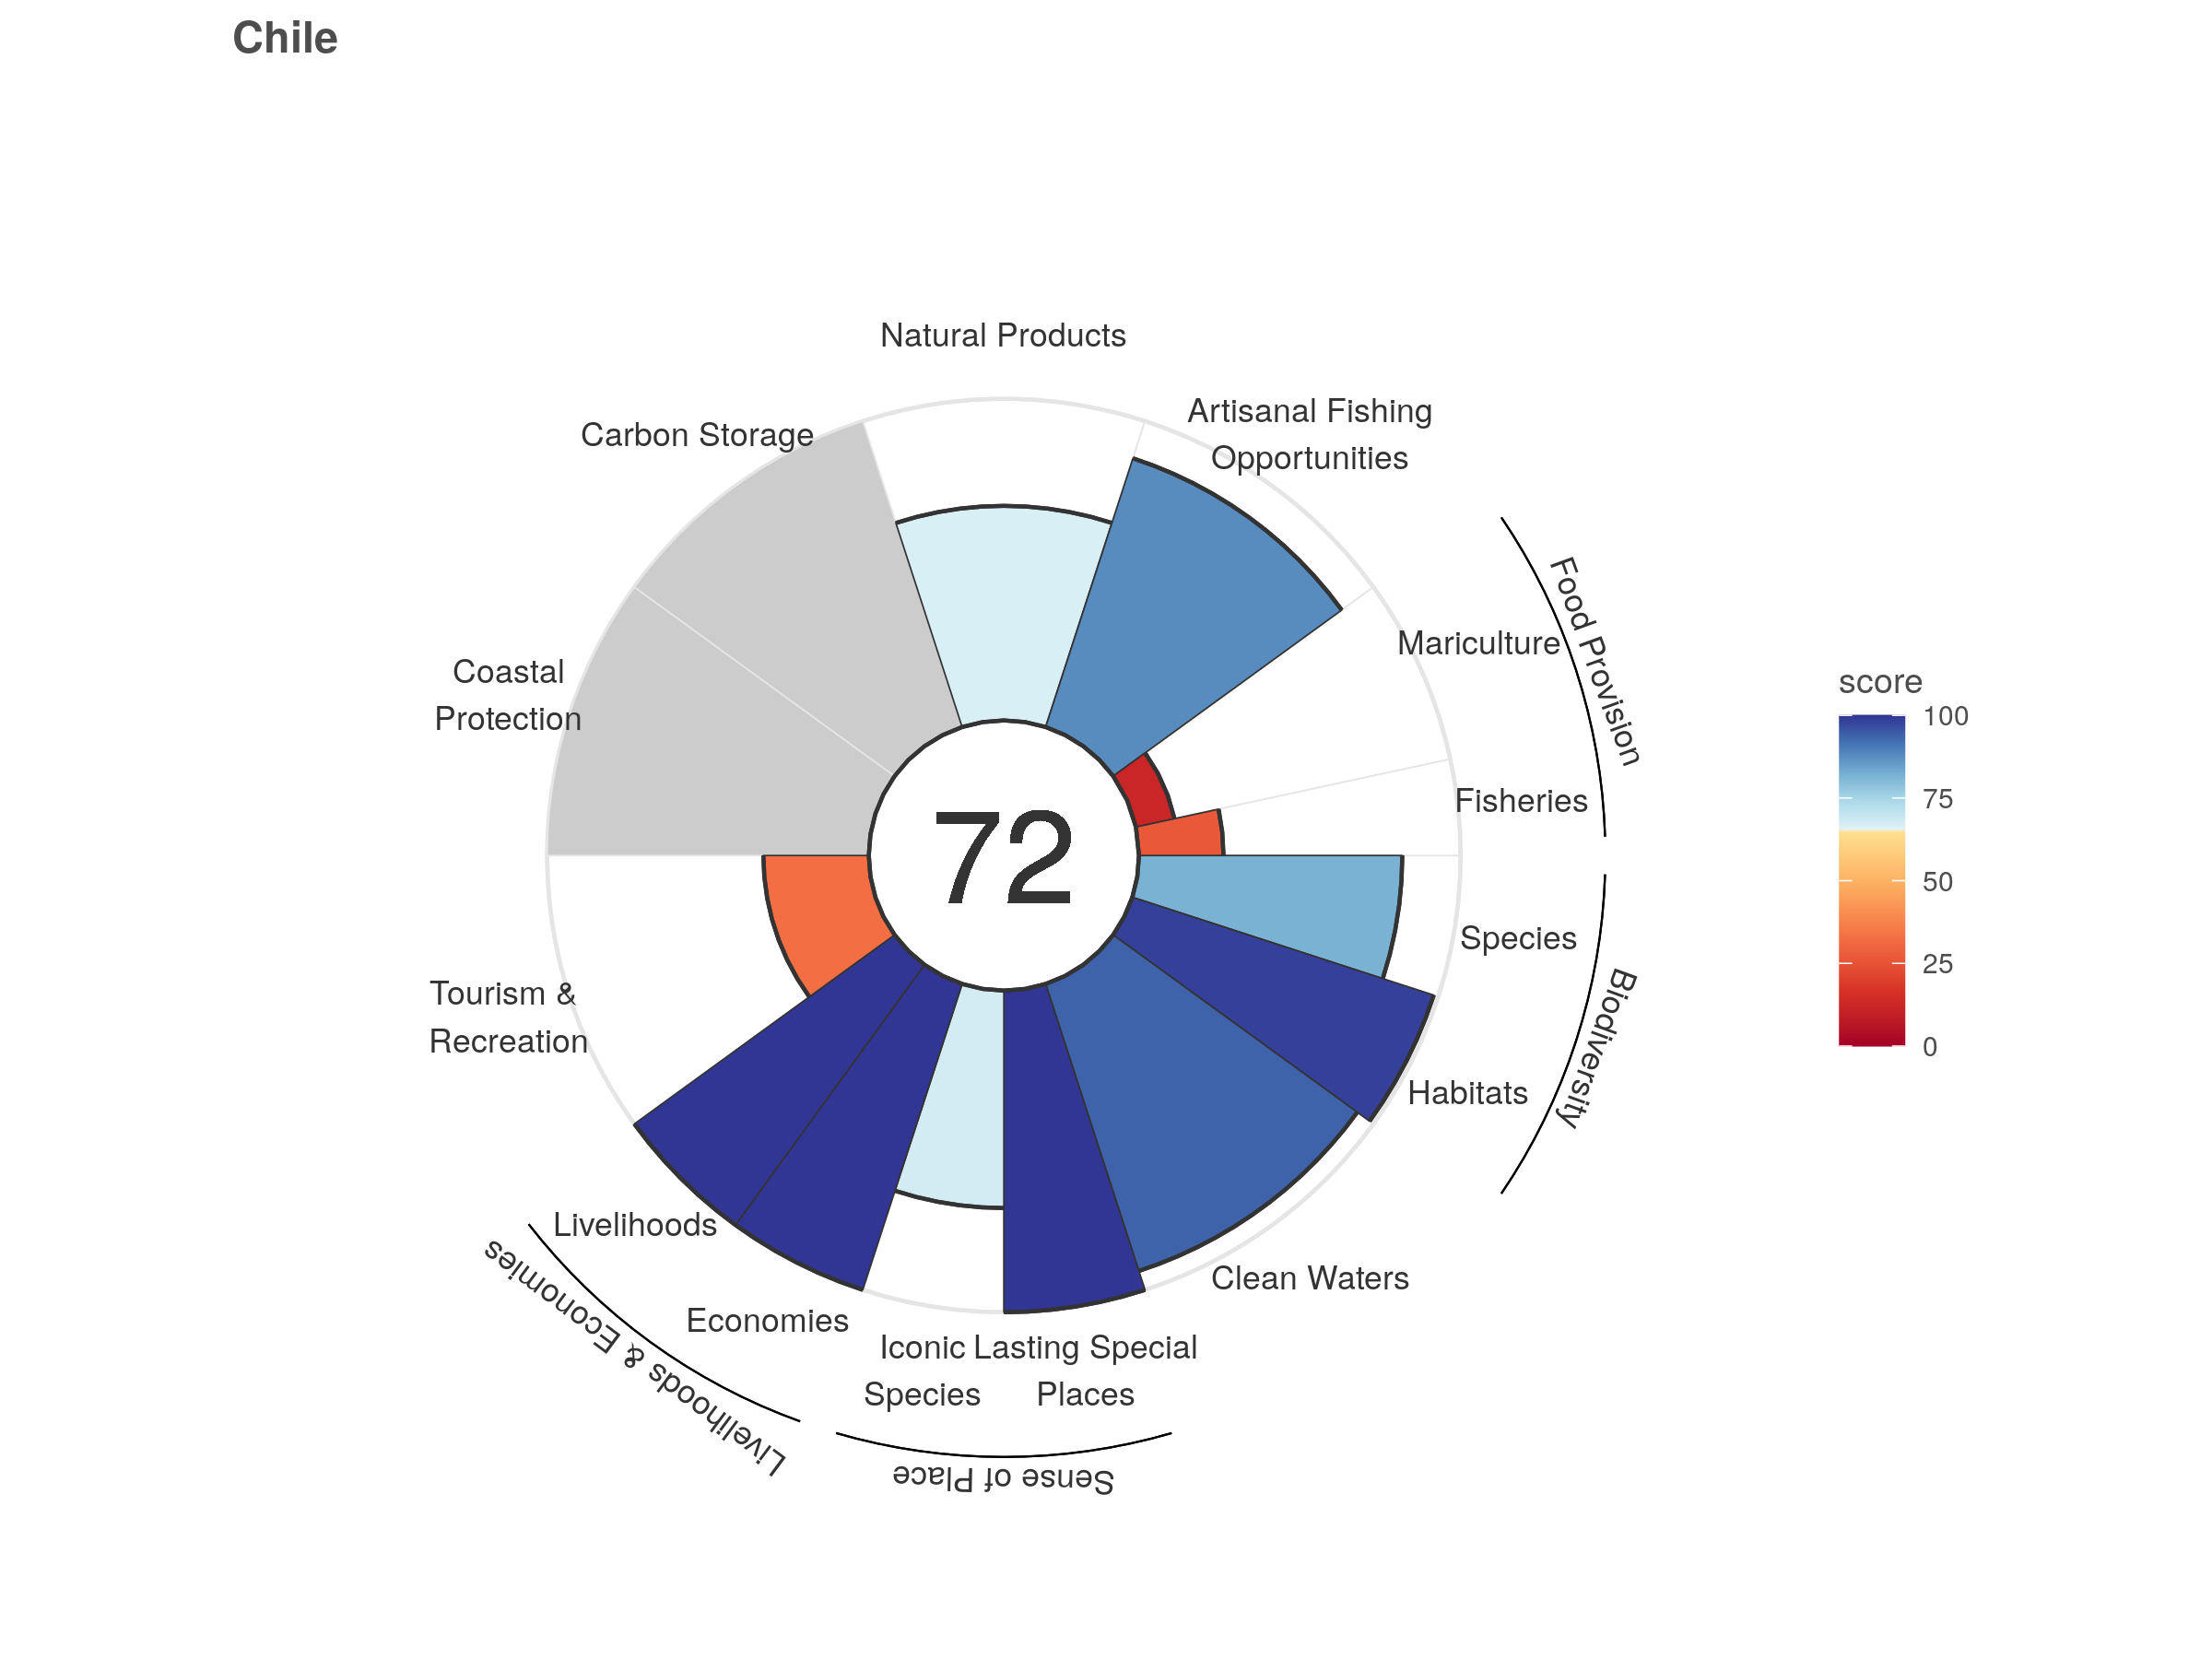 Chile
Natural Products
Artisanal Fishing
Opportunities
Carbon Storage
Mariculture
Food Provision
Coastal
Protection
Fisheries
72
Species
Biodiversity
Tourism &
Recreation
Habitats
Livelihoods
Livelihoods & Economies
Clean Waters
Economies
Iconic
Species
Lasting Special
Places
Sense of Place
score
100
75
50
25
0